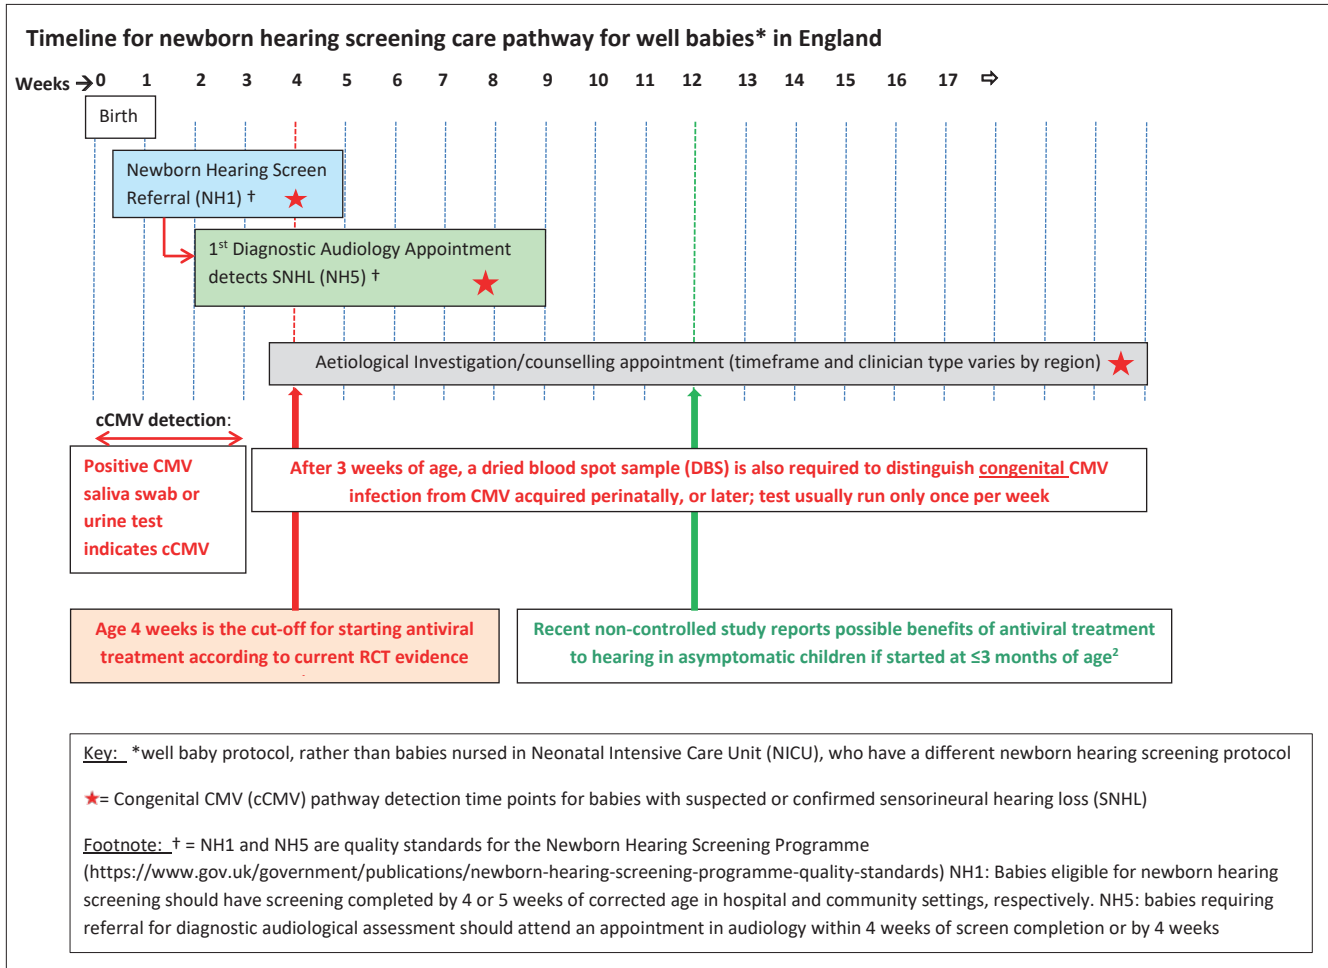 Timeline for newborn hearing screening care pathway for well babies* in England
Weeks → 0 1 2 3 4 5 6 7 8 9 10 11 12 13 14 15 16 17 ⇨
Birth
Newborn Hearing Screen
Referral (NH1) †
1st Diagnostic Audiology Appointment
detects SNHL (NH5) †
Aetiological Investigation/counselling appointment (timeframe and clinician type varies by region)
cCMV detection:
Positive CMV
saliva swab or
urine test
indicates cCMV
After 3 weeks of age, a dried blood spot sample (DBS) is also required to distinguish congenital CMV
infection from CMV acquired perinatally, or later; test usually run only once per week
Age 4 weeks is the cut-off for starting antiviral
treatment according to current RCT evidence
Recent non-controlled study reports possible benefits of antiviral treatment
to hearing in asymptomatic children if started at ≤3 months of age2
Key: *well baby protocol, rather than babies nursed in Neonatal Intensive Care Unit (NICU), who have a different newborn hearing screening protocol
★= Congenital CMV (cCMV) pathway detection time points for babies with suspected or confirmed sensorineural hearing loss (SNHL)
Footnote: † = NH1 and NH5 are quality standards for the Newborn Hearing Screening Programme
(https://www.gov.uk/government/publications/newborn-hearing-screening-programme-quality-standards) NH1: Babies eligible for newborn hearing
screening should have screening completed by 4 or 5 weeks of corrected age in hospital and community settings, respectively. NH5: babies requiring
referral for diagnostic audiological assessment should attend an appointment in audiology within 4 weeks of screen completion or by 4 weeks